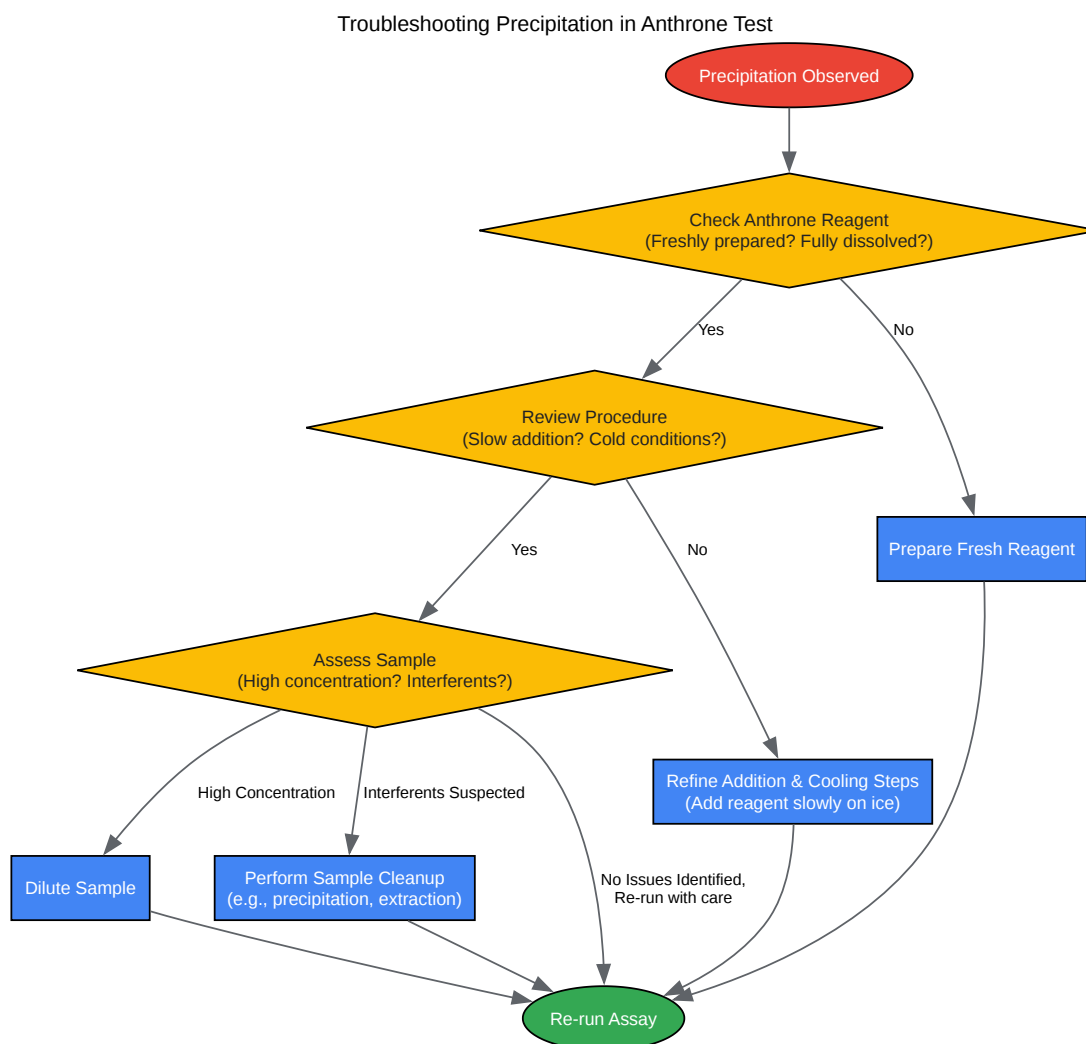 Troubleshooting Precipitation in Anthrone Test
Precipitation Observed
Check Anthrone Reagent
(Freshly prepared? Fully dissolved?)
Yes
No
Review Procedure
(Slow addition? Cold conditions?)
Prepare Fresh Reagent
Yes
No
Assess Sample
(High concentration? Interferents?)
Refine Addition & Cooling Steps
(Add reagent slowly on ice)
High Concentration
Interferents Suspected
Dilute Sample
Perform Sample Cleanup
(e.g., precipitation, extraction)
No Issues Identified,
Re-run with care
Re-run Assay